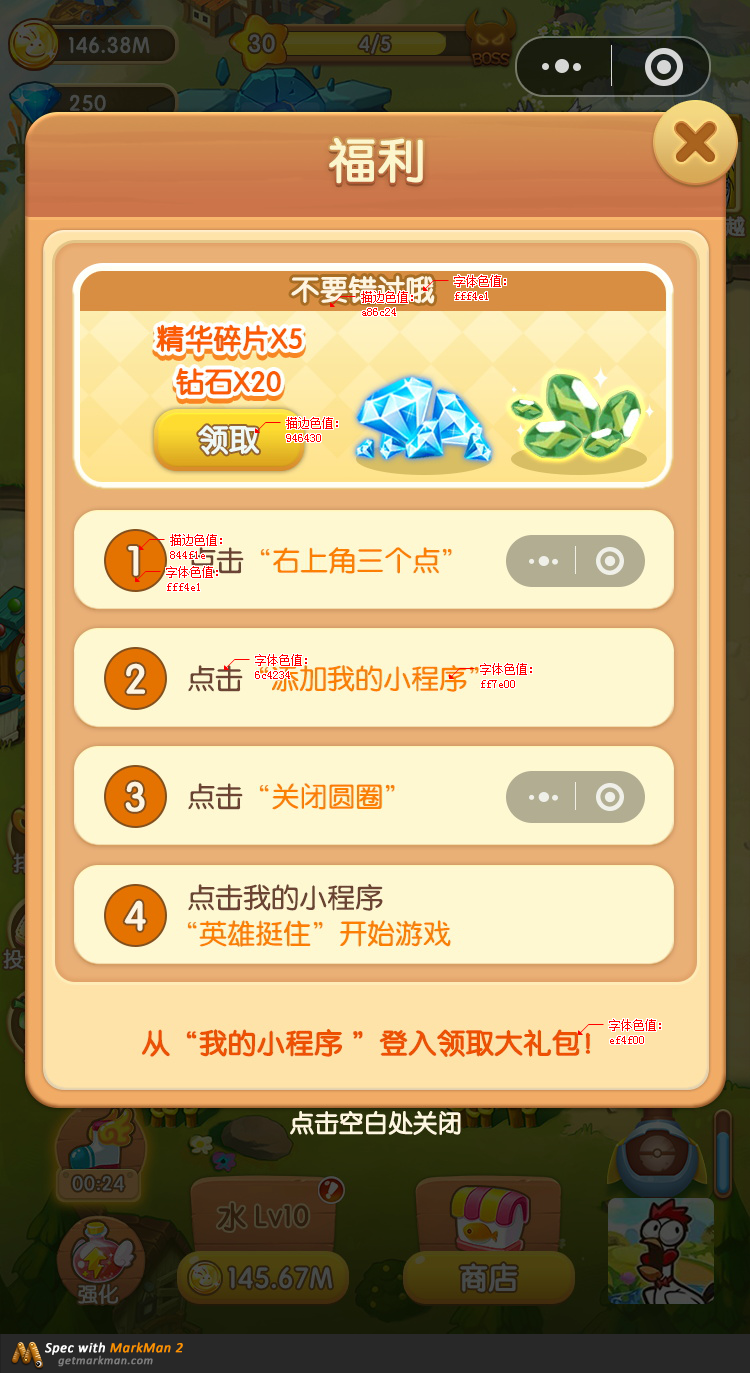 146.38M
30
4/5
BOSS
250
福利
越
不要错过哦
字体色值:
fff4e1
描边色值:
a86c24
精华碎片X5
钻石X20
领取
描边色值:
946430
1
点击“右上角三个点”
描边色值:
844f1e
字体色值:
fff4e1
2
点击“添加我的小程序”
字体色值:
6c4234
字体色值:
ff7e00
3
点击“关闭圆圈”
4
点击我的小程序
“英雄挺住”开始游戏
投
从“我的小程序 ”登入领取大礼包!
字体色值:
ef4f00
点击空白处关闭
00:24
水 Lv10
145.67M
强化
商店
Spec with MarkMan 2
getmarkman.com